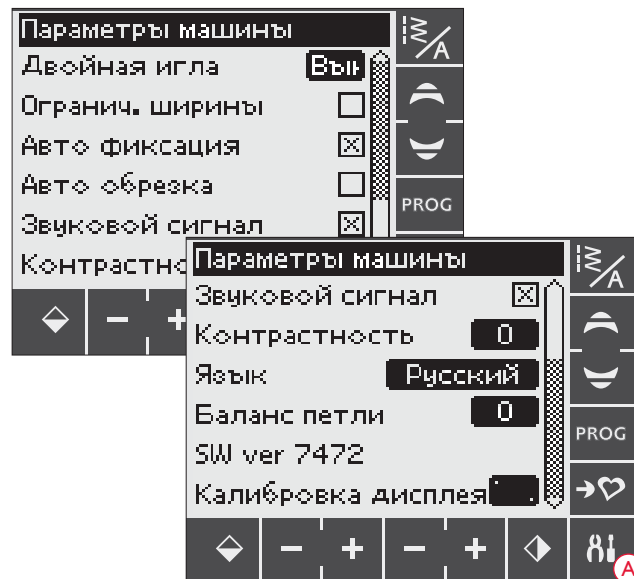 Параметры машины
Двойная игла
Огранич. ширины
Авто фиксация
Авто обрезка
Звуковой сигнал
A
PROG
Параметры машины
Звуковой сигнал
Контрастность 0
Язык Русский
Баланс петли 0
SW ver 7472
Калибровка дисплея
A
PROG
A